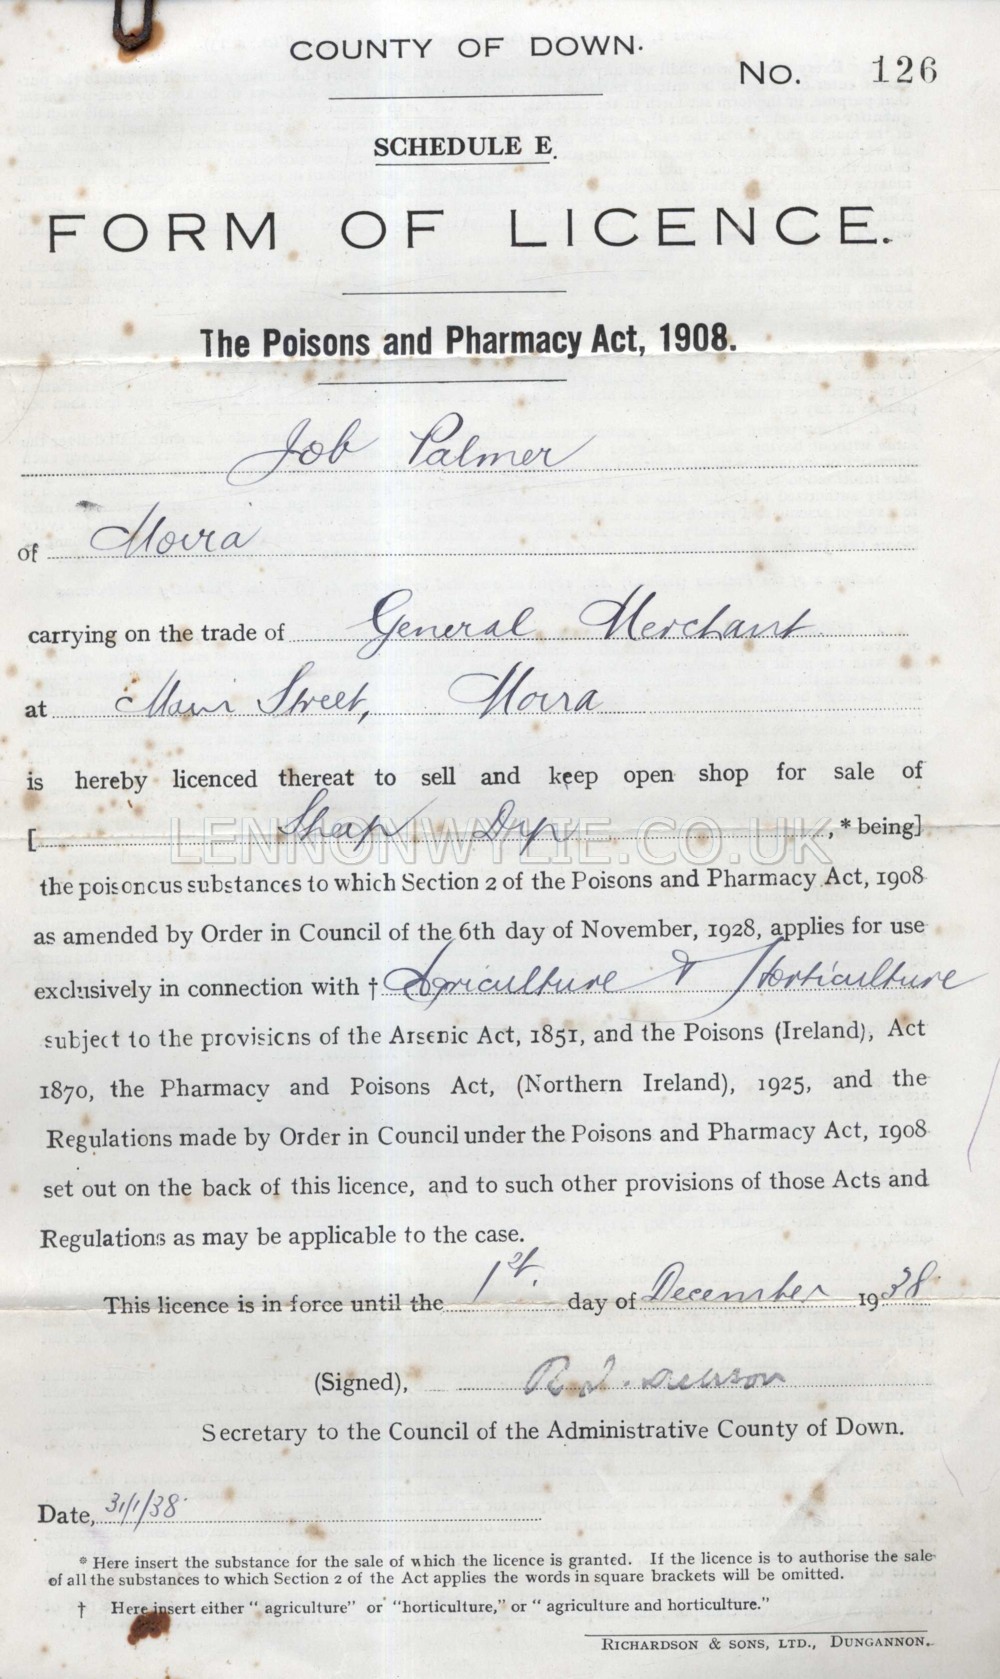 COUNTY OF DOWN.
No. 126
SCHEDULE E.
FORM OF LICENCE.
The Poisons and Pharmacy Act, 1908.
Job Palmer
of Moira
carrying on the trade of General Merchant
at Main Street, Moira
is hereby licenced thereat to sell and keep open shop for sale of
[ Sheep Dip , * being]
LENNONWYLIE.CO.UK
the poisoncus substances to which Section 2 of the Poisons and Pharmacy Act, 1908
as amended by Order in Council of the 6th day of November, 1928, applies for use
exclusively in connection with † Agriculture & Horticulture
subject to the provisicns of the Arsenic Act, 1851, and the Poisons (Ireland), Act
1870, the Pharmacy and Poisons Act, (Northern Ireland), 1925, and the
Regulations made by Order in Council under the Poisons and Pharmacy Act, 1908
set out on the back of this licence, and to such other provisions of those Acts and
Regulations as may be applicable to the case.
This licence is in force until the 1st. day of December 1938
(Signed), R
Secretary to the Council of the Administrative County of Down.
Date, 31/1/38.
* Here insert the substance for the sale of which the licence is granted. If the licence is to authorise the sale
of all the substances to which Section 2 of the Act applies the words in square brackets will be omitted.
† Here insert either "agriculture" or "horticulture," or "agriculture and horticulture."
RICHARDSON & SONS, LTD., DUNGANNON.